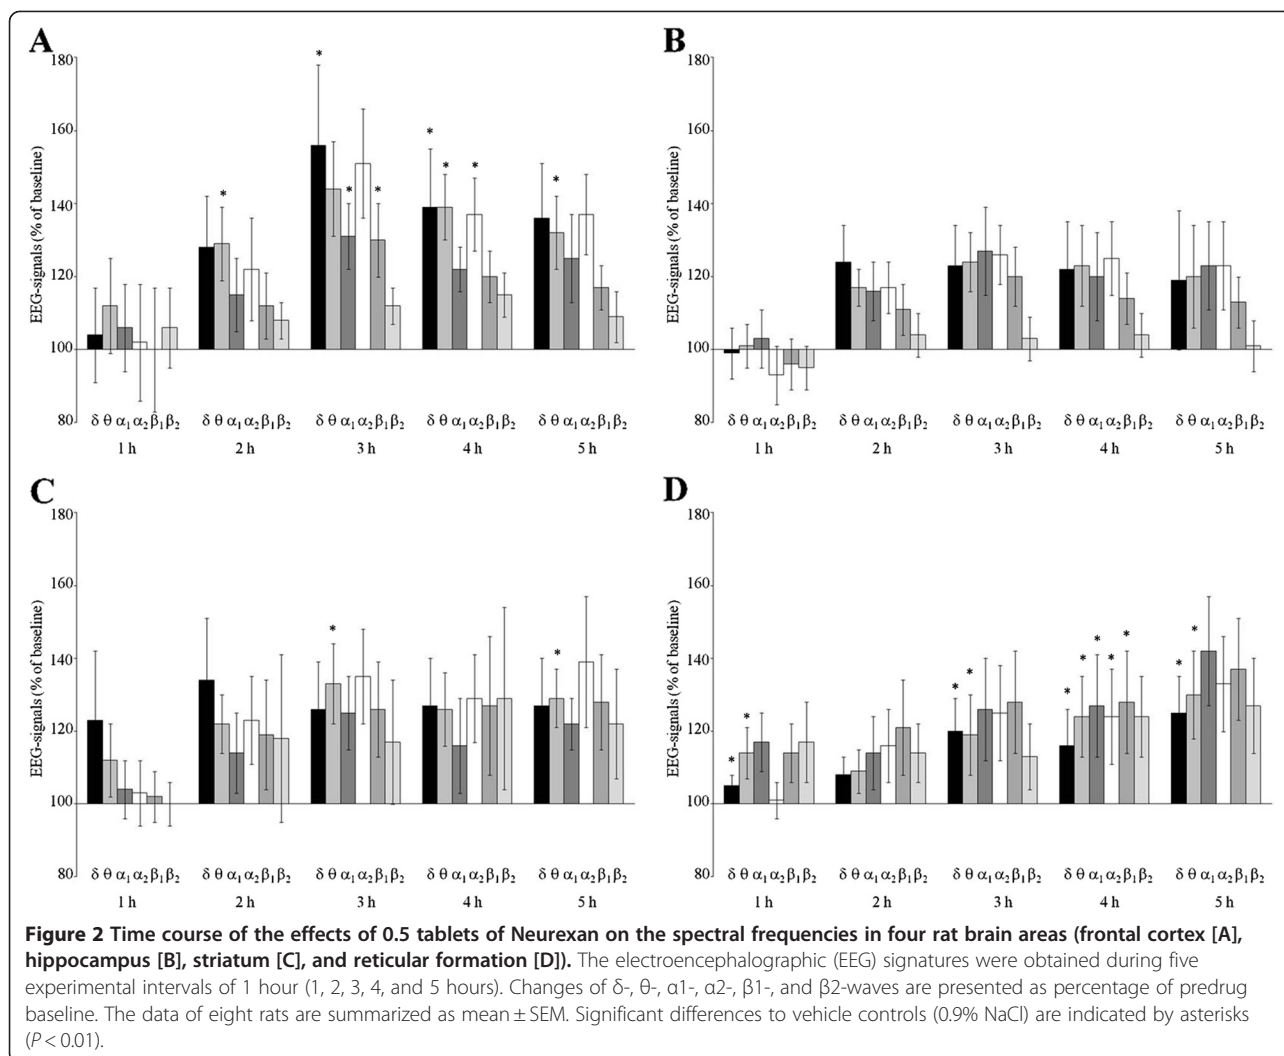 A
B
180
160
140
120
100
80
EEG-signals (% of baseline)
* * * * * * * *
δ θ α₁ α₂ β₁ β₂ δ θ α₁ α₂ β₁ β₂ δ θ α₁ α₂ β₁ β₂ δ θ α₁ α₂ β₁ β₂ δ θ α₁ α₂ β₁ β₂
1 h 2 h 3 h 4 h 5 h
180
160
140
120
100
80
EEG-signals (% of baseline)
δ θ α₁ α₂ β₁ β₂ δ θ α₁ α₂ β₁ β₂ δ θ α₁ α₂ β₁ β₂ δ θ α₁ α₂ β₁ β₂ δ θ α₁ α₂ β₁ β₂
1 h 2 h 3 h 4 h 5 h
C
D
180
160
140
120
100
80
EEG-signals (% of baseline)
* *
δ θ α₁ α₂ β₁ β₂ δ θ α₁ α₂ β₁ β₂ δ θ α₁ α₂ β₁ β₂ δ θ α₁ α₂ β₁ β₂ δ θ α₁ α₂ β₁ β₂
1 h 2 h 3 h 4 h 5 h
180
160
140
120
100
80
EEG-signals (% of baseline)
* * * * * * * * * * *
δ θ α₁ α₂ β₁ β₂ δ θ α₁ α₂ β₁ β₂ δ θ α₁ α₂ β₁ β₂ δ θ α₁ α₂ β₁ β₂ δ θ α₁ α₂ β₁ β₂
1 h 2 h 3 h 4 h 5 h
Figure 2 Time course of the effects of 0.5 tablets of Neurexan on the spectral frequencies in four rat brain areas (frontal cortex [A],
hippocampus [B], striatum [C], and reticular formation [D]). The electroencephalographic (EEG) signatures were obtained during five
experimental intervals of 1 hour (1, 2, 3, 4, and 5 hours). Changes of δ-, θ-, α1-, α2-, β1-, and β2-waves are presented as percentage of predrug
baseline. The data of eight rats are summarized as mean ± SEM. Significant differences to vehicle controls (0.9% NaCl) are indicated by asterisks
(P < 0.01).